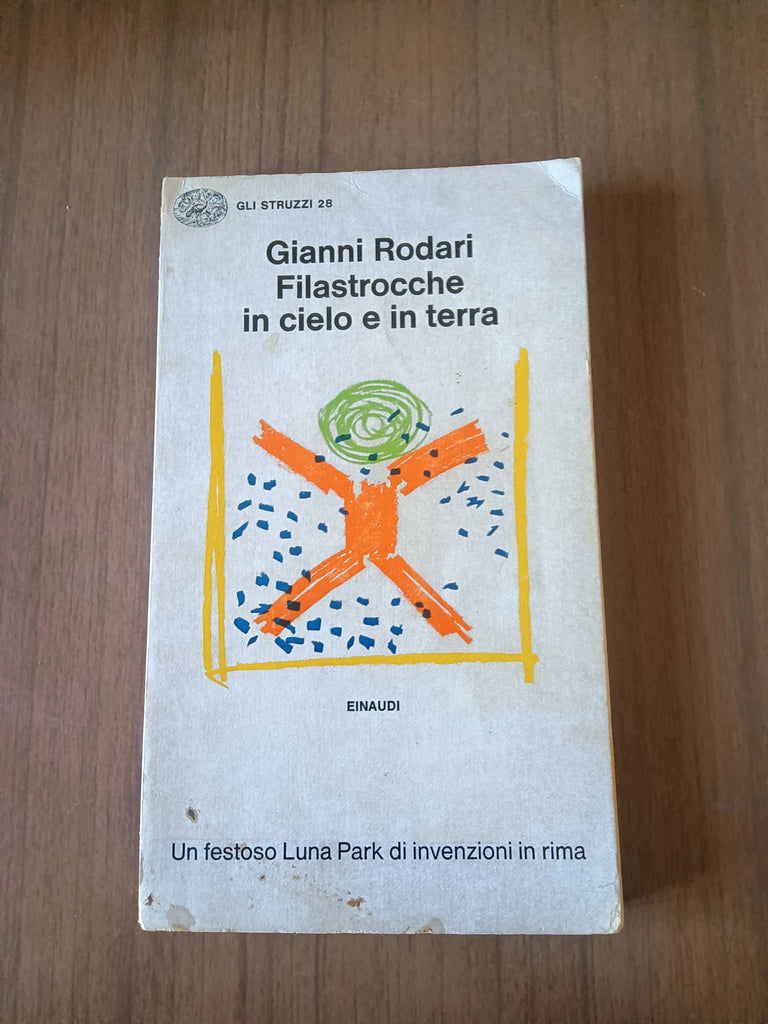 GLI STRUZZI 28
Gianni Rodari
Filastrocche
in cielo e in terra
EINAUDI
Un festoso Luna Park di invenzioni in rima